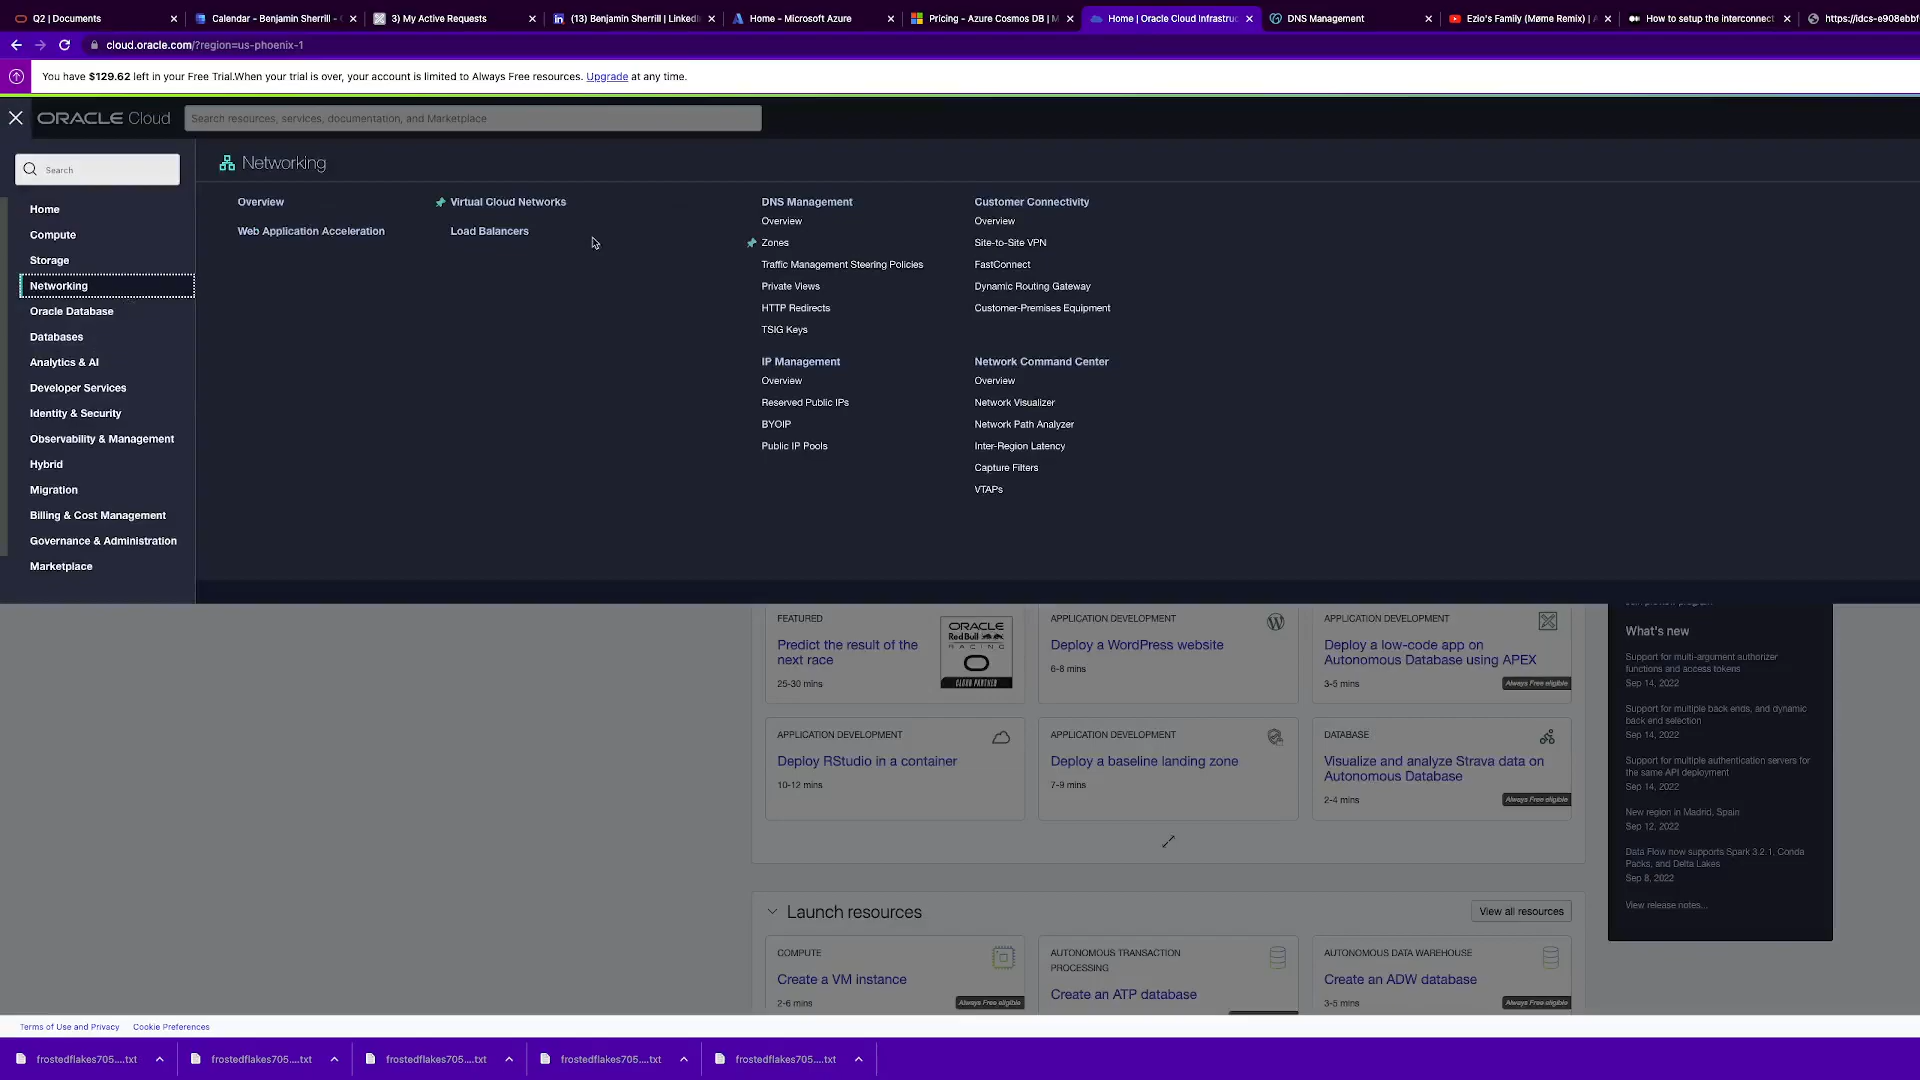 Q2 | Documents
Calendar - Benjamin Sherrill -
3) My Active Requests
(13) Benjamin Sherrill | LinkedI
Home - Microsoft Azure
Pricing - Azure Cosmos DB | M
Home | Oracle Cloud Infrastruc
DNS Management
Ezio's Family (Møme Remix) | A
How to setup the interconnect
https://idcs-e908ebbf
cloud.oracle.com/?region=us-phoenix-1
You have $129.62 left in your Free Trial.When your trial is over, your account is limited to Always Free resources. Upgrade at any time.
ORACLE Cloud
Search resources, services, documentation, and Marketplace
Search
Home
Compute
Storage
Networking
Oracle Database
Databases
Analytics & AI
Developer Services
Identity & Security
Observability & Management
Hybrid
Migration
Billing & Cost Management
Governance & Administration
Marketplace
Networking
Overview
Web Application Acceleration
Virtual Cloud Networks
Load Balancers
DNS Management
Overview
Zones
Traffic Management Steering Policies
Private Views
HTTP Redirects
TSIG Keys
IP Management
Overview
Reserved Public IPs
BYOIP
Public IP Pools
Customer Connectivity
Overview
Site-to-Site VPN
FastConnect
Dynamic Routing Gateway
Customer-Premises Equipment
Network Command Center
Overview
Network Visualizer
Network Path Analyzer
Inter-Region Latency
Capture Filters
VTAPs
FEATURED
Predict the result of the
next race
25-30 mins
ORACLE
Red Bull
RACING
CLOUD PARTNER
APPLICATION DEVELOPMENT
Deploy a WordPress website
6-8 mins
APPLICATION DEVELOPMENT
Deploy a low-code app on
Autonomous Database using APEX
3-5 mins
Always Free eligible
APPLICATION DEVELOPMENT
Deploy RStudio in a container
10-12 mins
APPLICATION DEVELOPMENT
Deploy a baseline landing zone
7-9 mins
DATABASE
Visualize and analyze Strava data on
Autonomous Database
2-4 mins
Always Free eligible
Launch resources
View all resources
COMPUTE
Create a VM instance
2-6 mins
Always Free eligible
AUTONOMOUS TRANSACTION
PROCESSING
Create an ATP database
AUTONOMOUS DATA WAREHOUSE
Create an ADW database
3-5 mins
Always Free eligible
What's new
Support for multi-argument authorizer
functions and access tokens
Sep 14, 2022
Support for multiple back ends, and dynamic
back end selection
Sep 14, 2022
Support for multiple authentication servers for
the same API deployment
Sep 14, 2022
New region in Madrid, Spain
Sep 12, 2022
Data Flow now supports Spark 3.2.1, Conda
Packs, and Delta Lakes
Sep 8, 2022
View release notes...
Terms of Use and Privacy
Cookie Preferences
frostedflakes705....txt
frostedflakes705....txt
frostedflakes705....txt
frostedflakes705....txt
frostedflakes705....txt